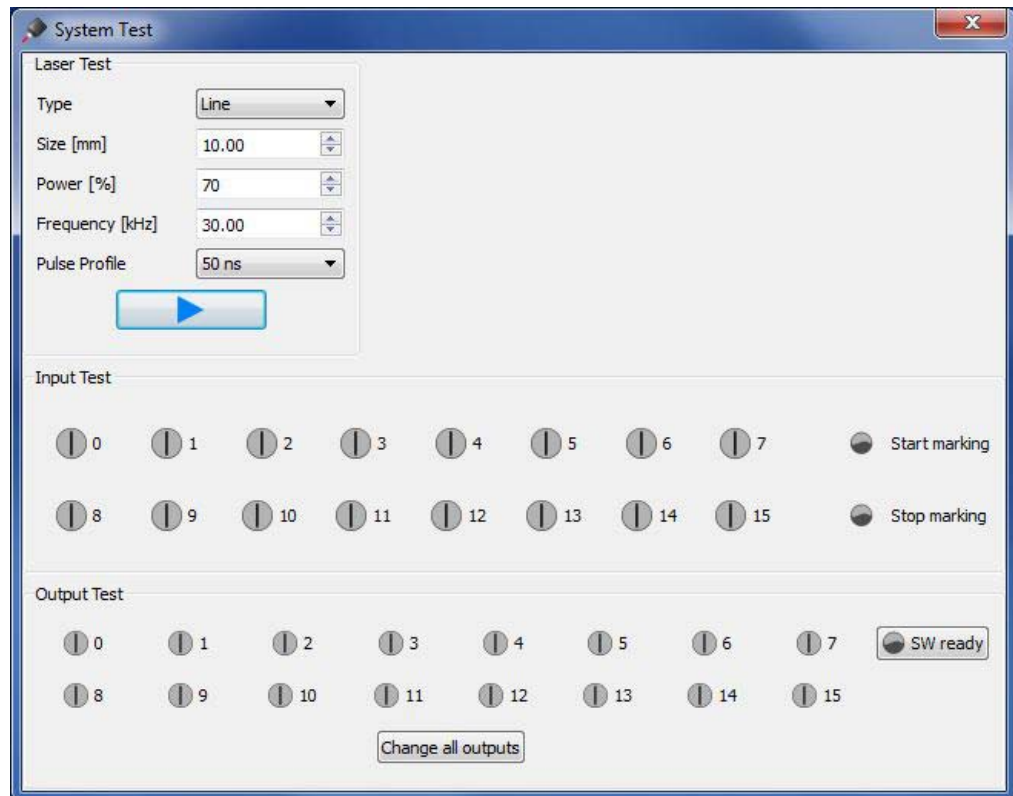 System Test
Laser Test
Type Line
Size [mm] 10.00
Power [%] 70
Frequency [kHz] 30.00
Pulse Profile 50 ns
Input Test
0 1 2 3 4 5 6 7 Start marking
8 9 10 11 12 13 14 15 Stop marking
Output Test
0 1 2 3 4 5 6 7 SW ready
8 9 10 11 12 13 14 15
Change all outputs